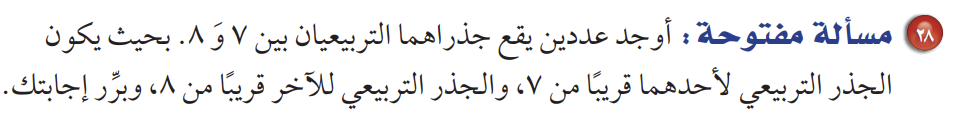 ٢٨ مسألة مفتوحة: أوجد عددين يقع جذراهما التربيعيان بين ٧ وَ ٨. بحيث يكون
الجذر التربيعي لأحدهما قريبًا من ٧، والجذر التربيعي للآخر قريبًا من ٨، وبرِّر إجابتك.